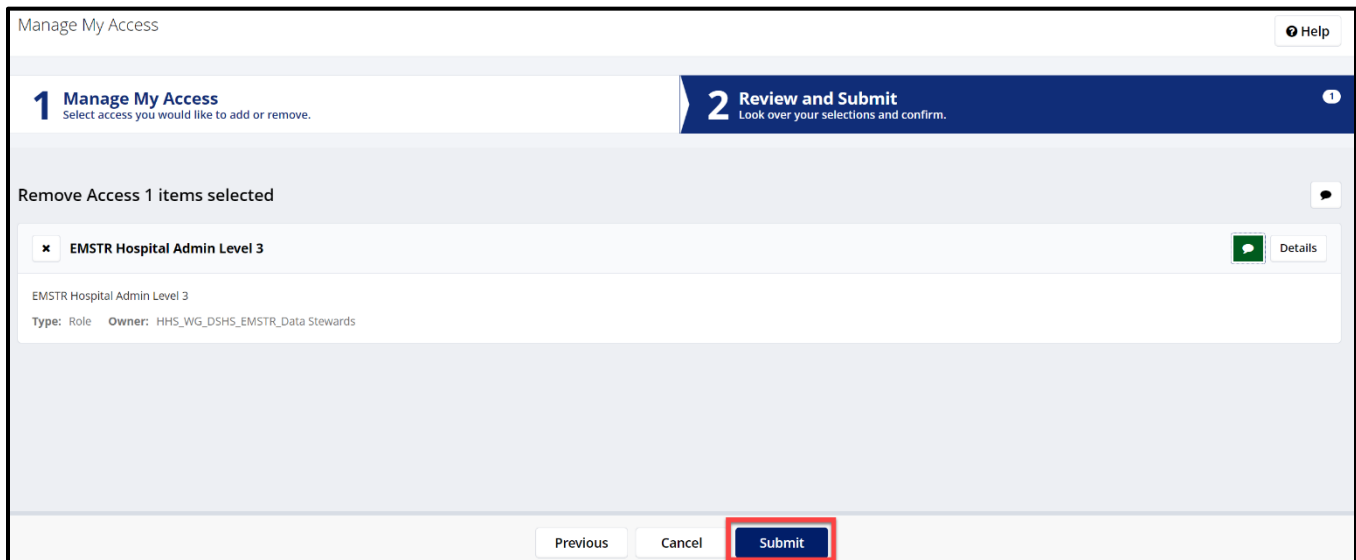 Manage My Access
Help
1 Manage My Access
Select access you would like to add or remove.
2 Review and Submit
Look over your selections and confirm.
1
Remove Access 1 items selected
EMSTR Hospital Admin Level 3
Details
EMSTR Hospital Admin Level 3
Type: Role Owner: HHS_WG_DSHS_EMSTR_Data Stewards
Previous Cancel Submit